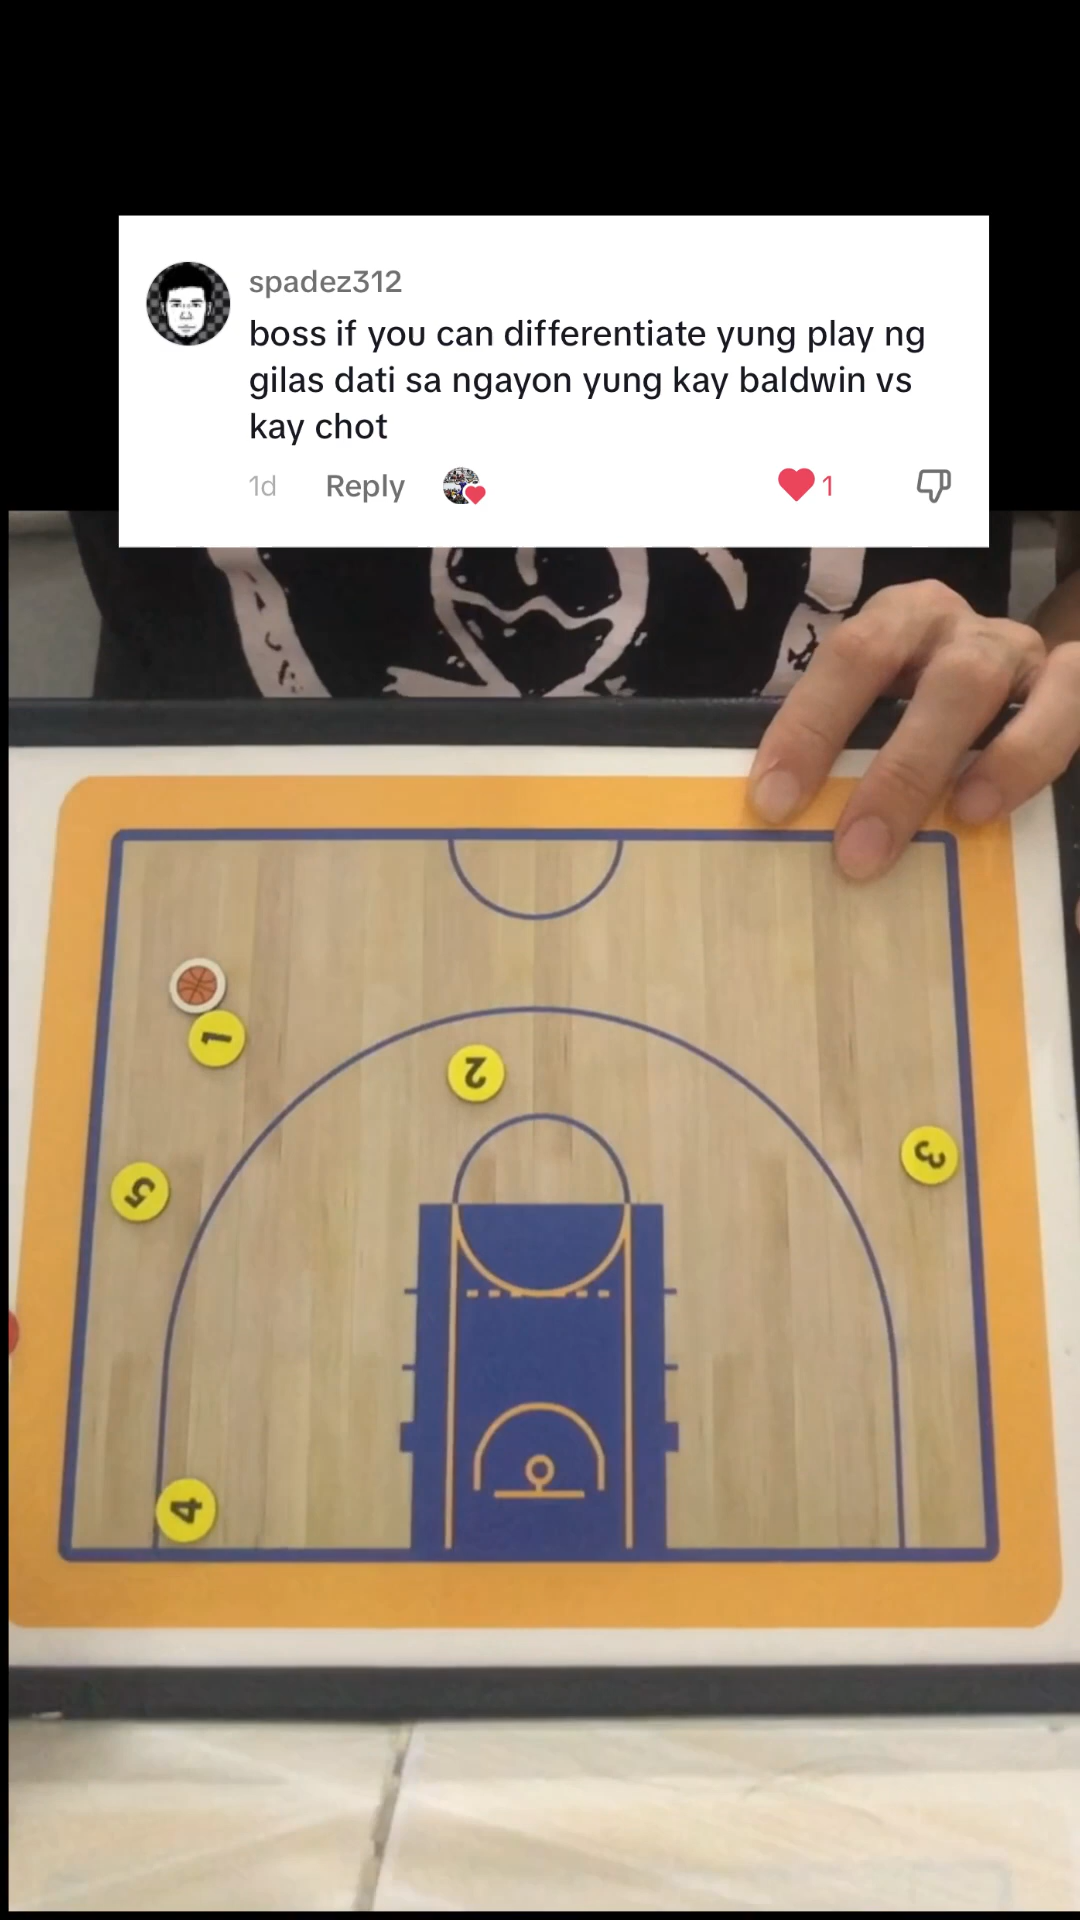 spadez312
boss if you can differentiate yung play ng
gilas dati sa ngayon yung kay baldwin vs
kay chot
1d Reply 1
1
2
3
5
4